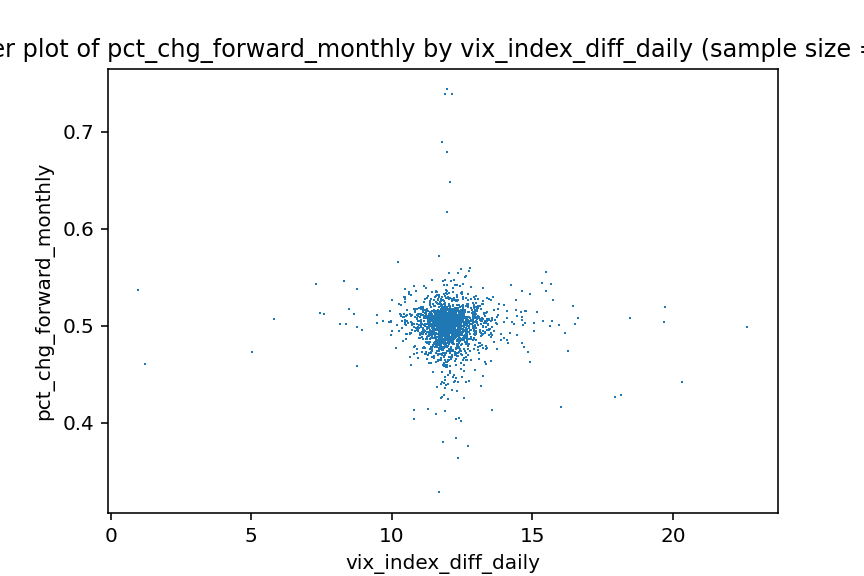 er plot of pct_chg_forward_monthly by vix_index_diff_daily (sample size =
0.7
0.6
0.5
0.4
pct_chg_forward_monthly
0 5 10 15 20
vix_index_diff_daily